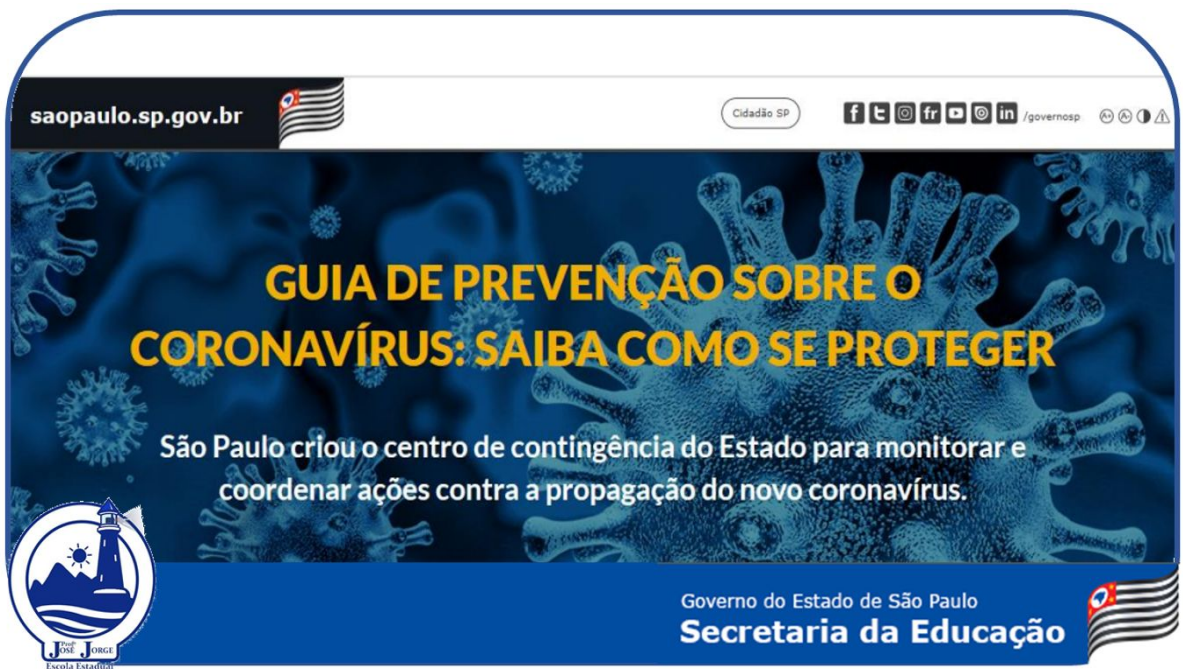 saopaulo.sp.gov.br
Cidadão SP
/governosp
GUIA DE PREVENÇÃO SOBRE O
CORONAVÍRUS: SAIBA COMO SE PROTEGER
São Paulo criou o centro de contingência do Estado para monitorar e
coordenar ações contra a propagação do novo coronavírus.
Governo do Estado de São Paulo
Secretaria da Educação
Profº
JOSÉ JORGE
Escola Estadual